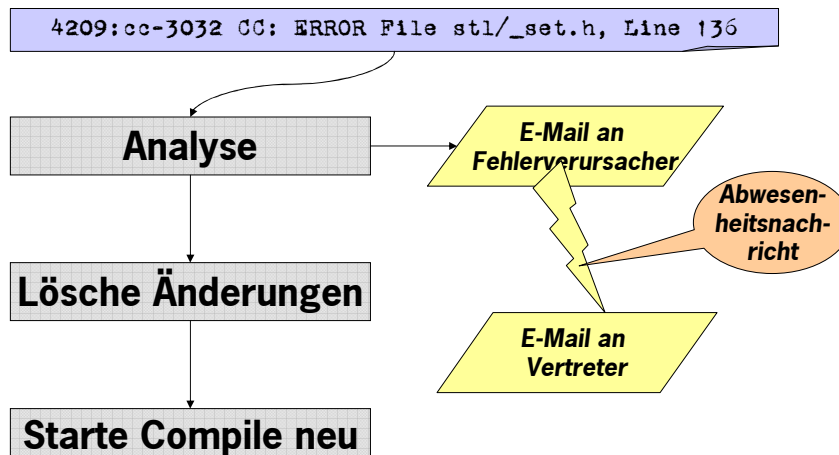 4209:cc-3032 CC: ERROR File stl/_set.h, Line 136
Analyse
E-Mail an
Fehlerverursacher
Abwesen-
heitsnach-
richt
Lösche Änderungen
E-Mail an
Vertreter
Starte Compile neu